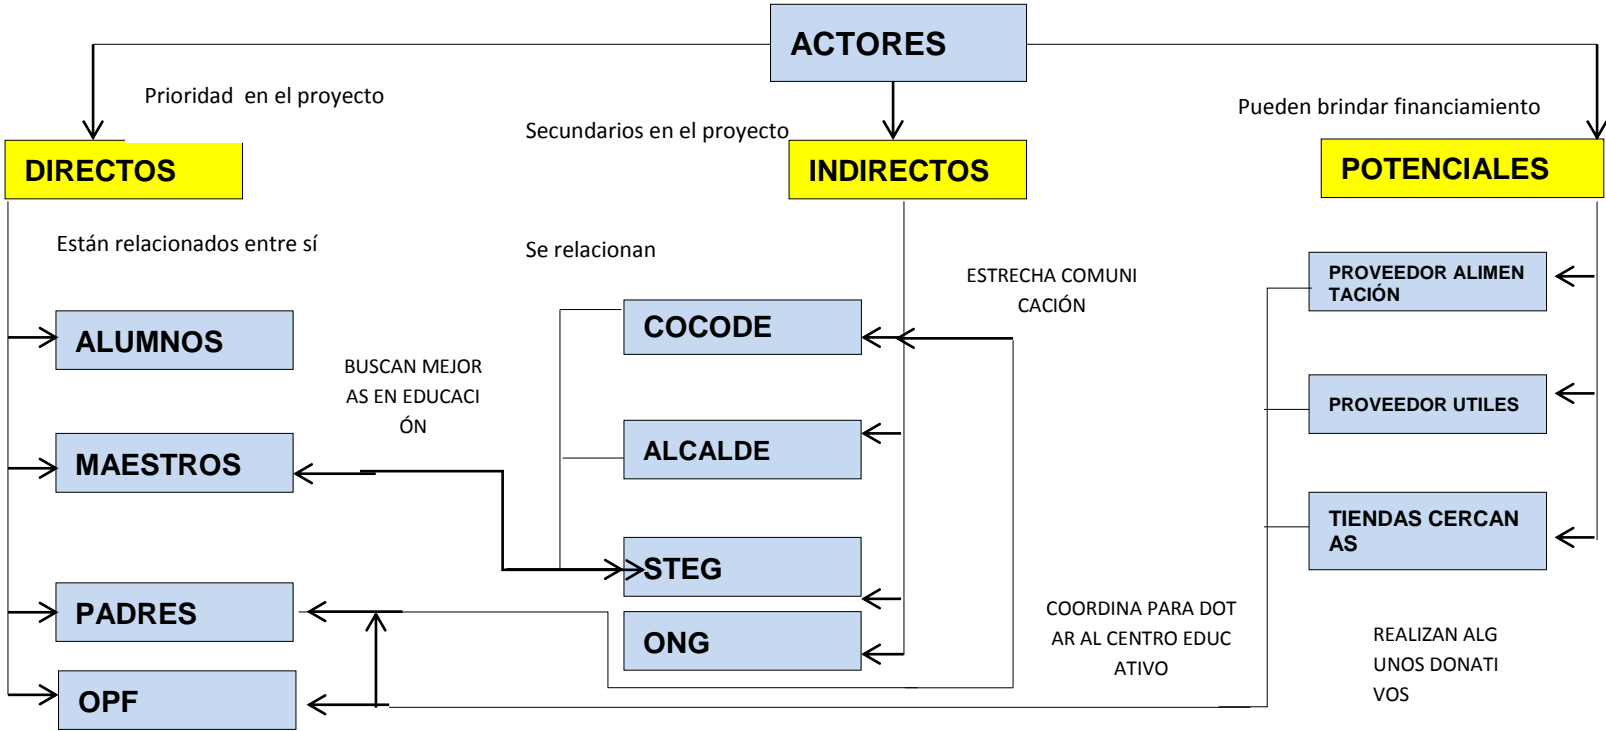 ACTORES
Prioridad en el proyecto
Secundarios en el proyecto
Pueden brindar financiamiento
DIRECTOS
INDIRECTOS
POTENCIALES
Están relacionados entre sí
Se relacionan
ESTRECHA COMUNI
CACIÓN
PROVEEDOR ALIMEN
TACIÓN
ALUMNOS
COCODE
BUSCAN MEJOR
AS EN EDUCACI
ÓN
PROVEEDOR UTILES
MAESTROS
ALCALDE
TIENDAS CERCAN
AS
STEG
PADRES
ONG
COORDINA PARA DOT
AR AL CENTRO EDUC
ATIVO
REALIZAN ALG
UNOS DONATI
VOS
OPF